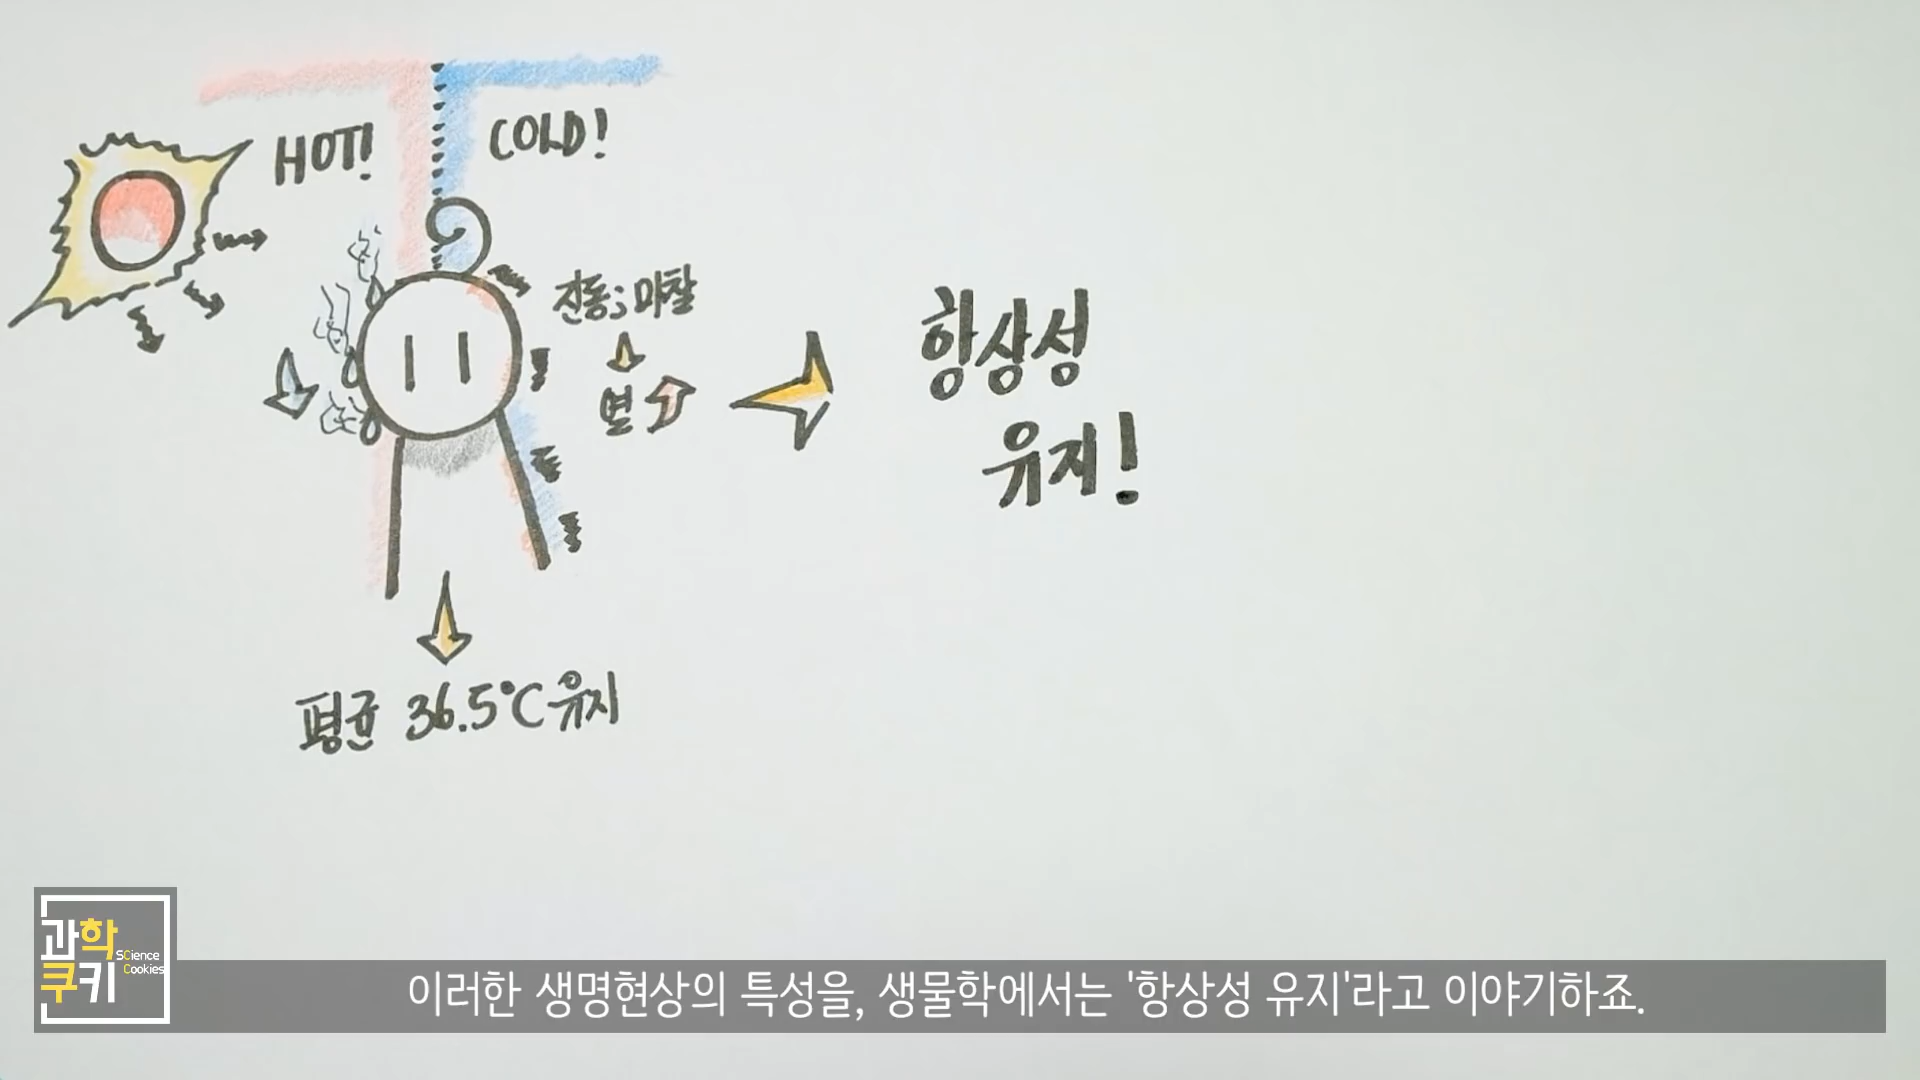 HOT!
COLD!
진동; 마찰
열
항상성
유지!
평균 36.5°C 유지
과학
쿠키
SCience
Cookies
이러한 생명현상의 특성을, 생물학에서는 '항상성 유지'라고 이야기하죠.